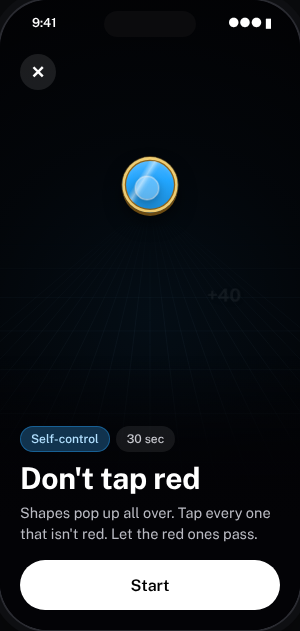 9:41
+40
Self-control
30 sec
Don't tap red
Shapes pop up all over. Tap every one
that isn't red. Let the red ones pass.
Start